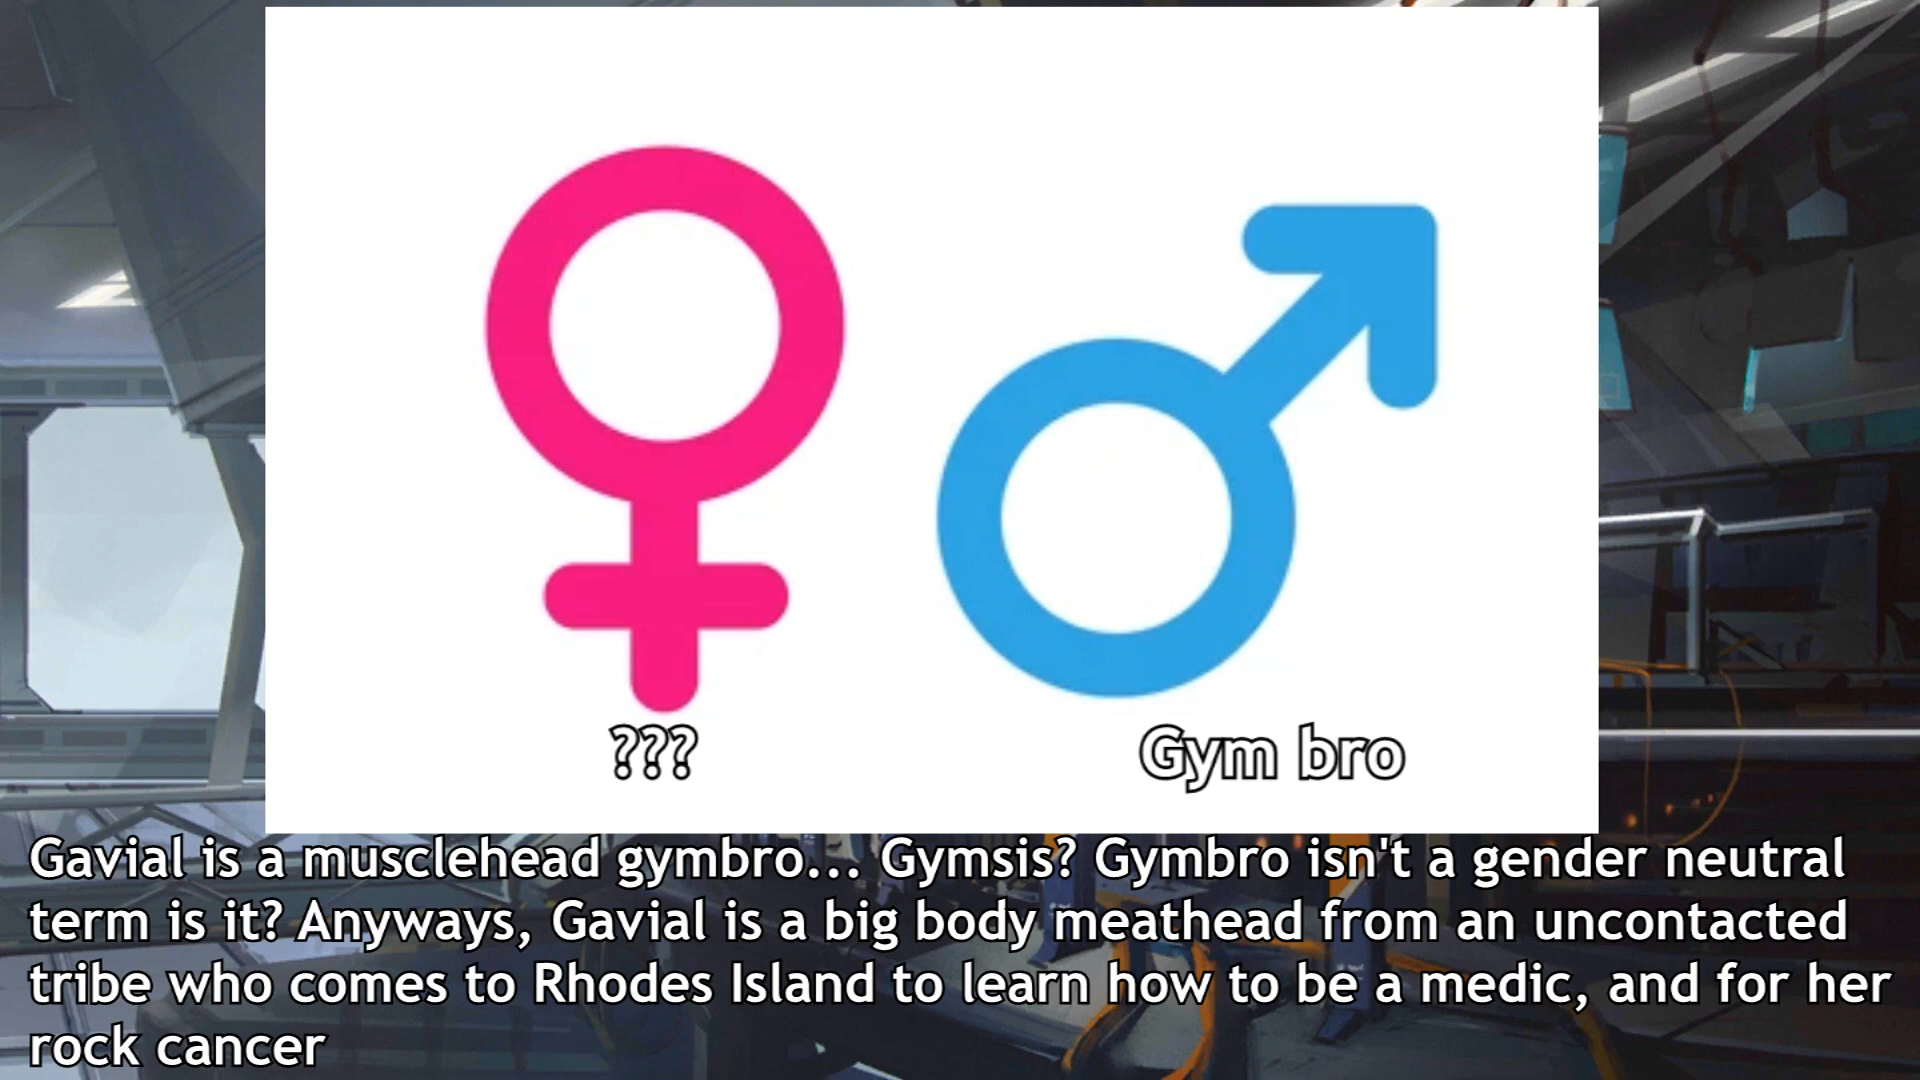 ???
Gym bro
Gavial is a musclehead gymbro... Gymsis? Gymbro isn't a gender neutral
term is it? Anyways, Gavial is a big body meathead from an uncontacted
tribe who comes to Rhodes Island to learn how to be a medic, and for her
rock cancer